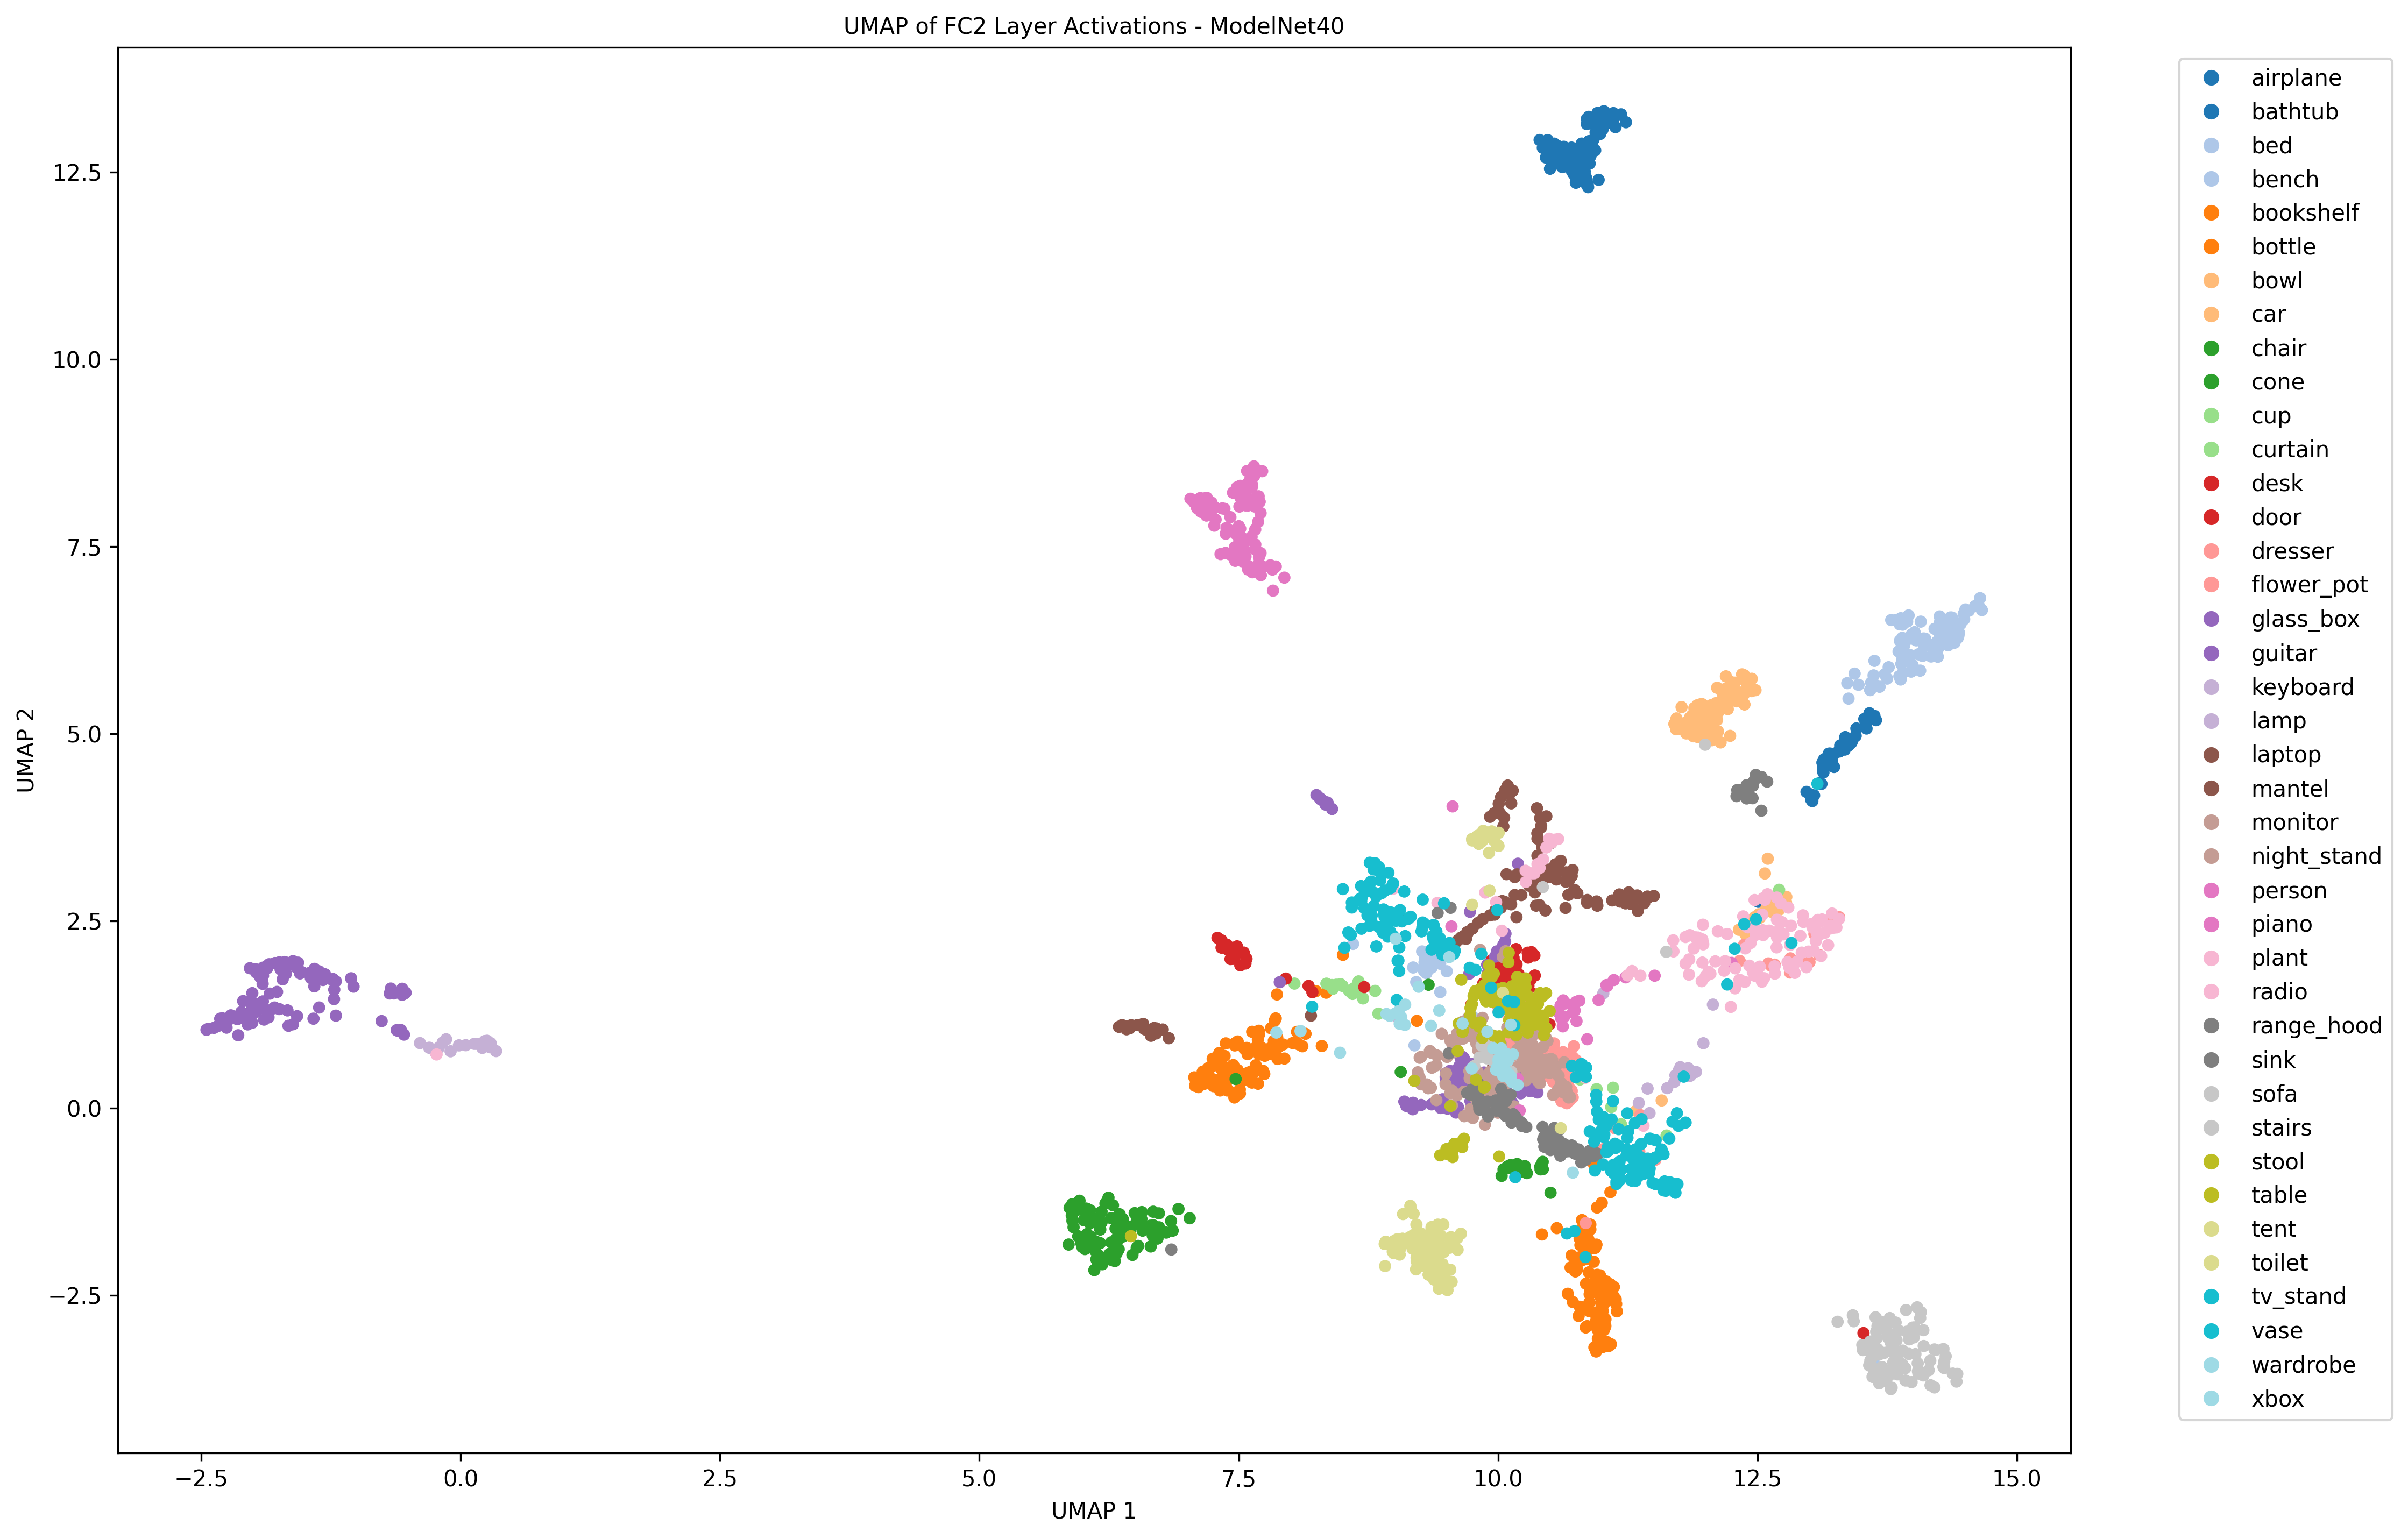 UMAP of FC2 Layer Activations - ModelNet40
UMAP 2
12.5
10.0
7.5
5.0
2.5
0.0
−2.5
−2.5
0.0
2.5
5.0
7.5
10.0
12.5
15.0
UMAP 1
airplane
bathtub
bed
bench
bookshelf
bottle
bowl
car
chair
cone
cup
curtain
desk
door
dresser
flower_pot
glass_box
guitar
keyboard
lamp
laptop
mantel
monitor
night_stand
person
piano
plant
radio
range_hood
sink
sofa
stairs
stool
table
tent
toilet
tv_stand
vase
wardrobe
xbox